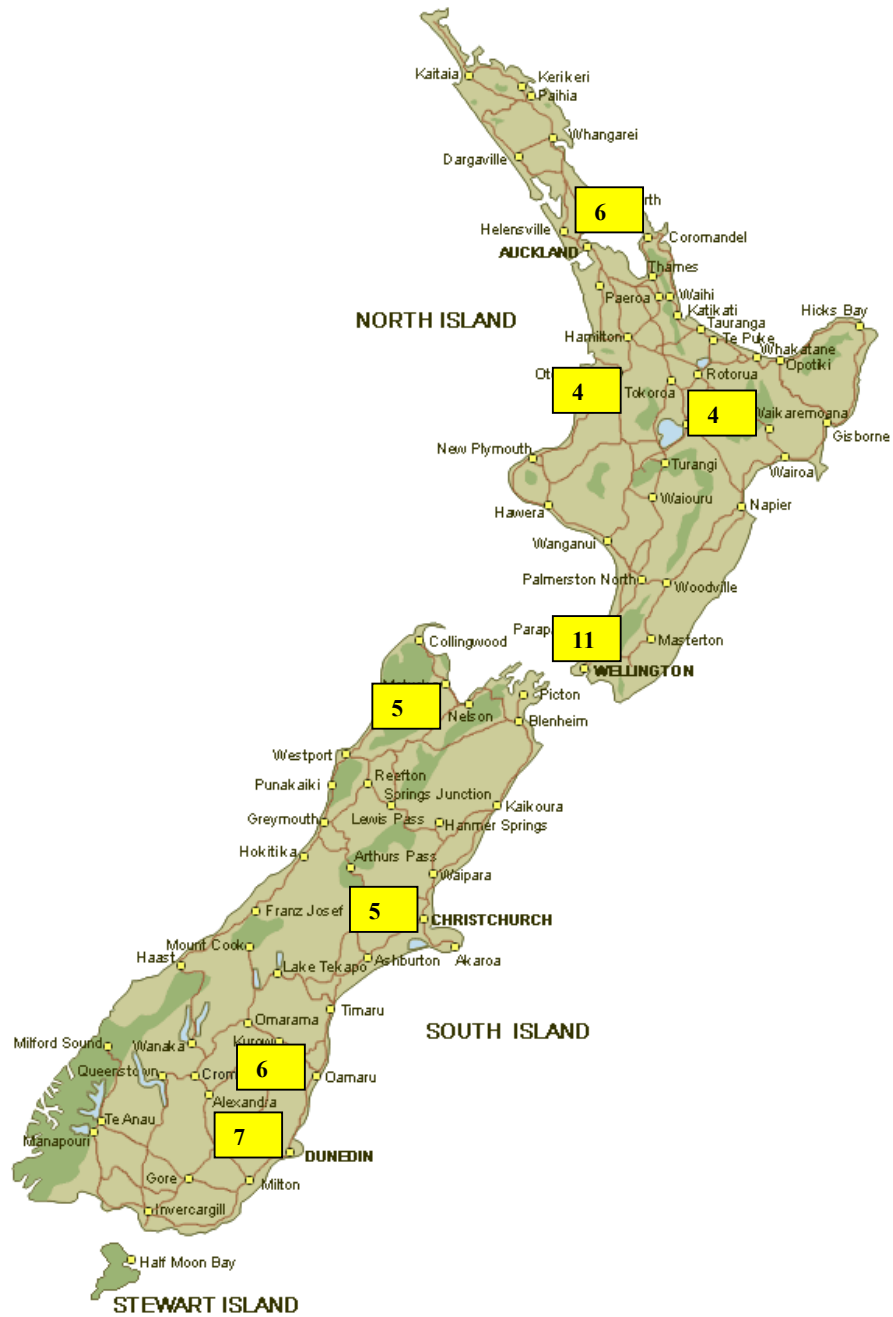 Kaitaia
Kerikeri
Paihia
Whangarei
Dargaville
6
Helensville
Coromandel
AUCKLAND
Thames
Paeroa
Waihi
Katikati
Hicks Bay
NORTH ISLAND
Tauranga
Hamilton
Te Puke
Whakatane
Opotiki
Rotorua
4
Tokoroa
4
Waikaremoana
Gisborne
New Plymouth
Turangi
Wairoa
Waiouru
Napier
Hawera
Wanganui
Palmerston North
Woodville
11
Masterton
Collingwood
WELLINGTON
Picton
5
Nelson
Blenheim
Westport
Reefton
Punakaiki
Springs Junction
Kaikoura
Greymouth
Lewis Pass
Hanmer Springs
Hokitika
Arthurs Pass
Waipara
Franz Josef
5
CHRISTCHURCH
Mount Cook
Haast
Lake Tekapo
Ashburton
Akaroa
Timaru
Omarama
SOUTH ISLAND
Milford Sound
Wanaka
Kurow
Queenstown
6
Oamaru
Alexandra
Te Anau
7
Manapouri
DUNEDIN
Gore
Milton
Invercargill
Half Moon Bay
STEWART ISLAND